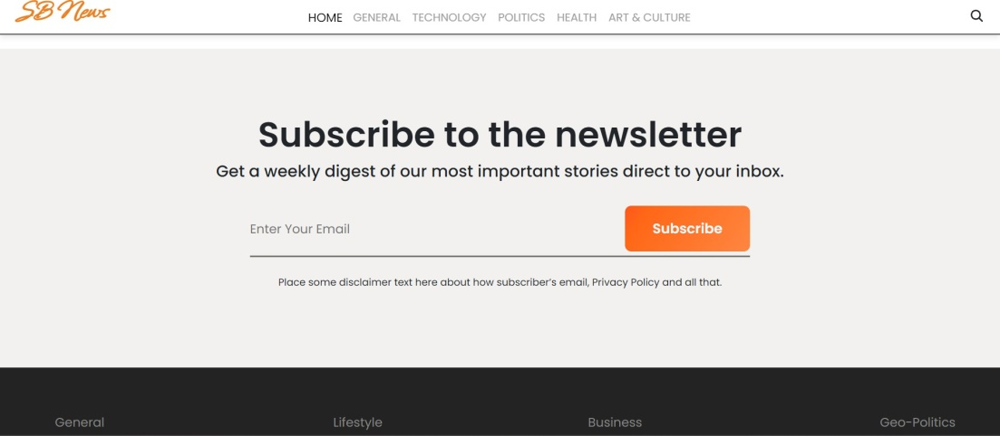 SB News
HOME GENERAL TECHNOLOGY POLITICS HEALTH ART & CULTURE
Subscribe to the newsletter
Get a weekly digest of our most important stories direct to your inbox.
Enter Your Email
Subscribe
Place some disclaimer text here about how subscriber’s email, Privacy Policy and all that.
General Lifestyle Business Geo-Politics